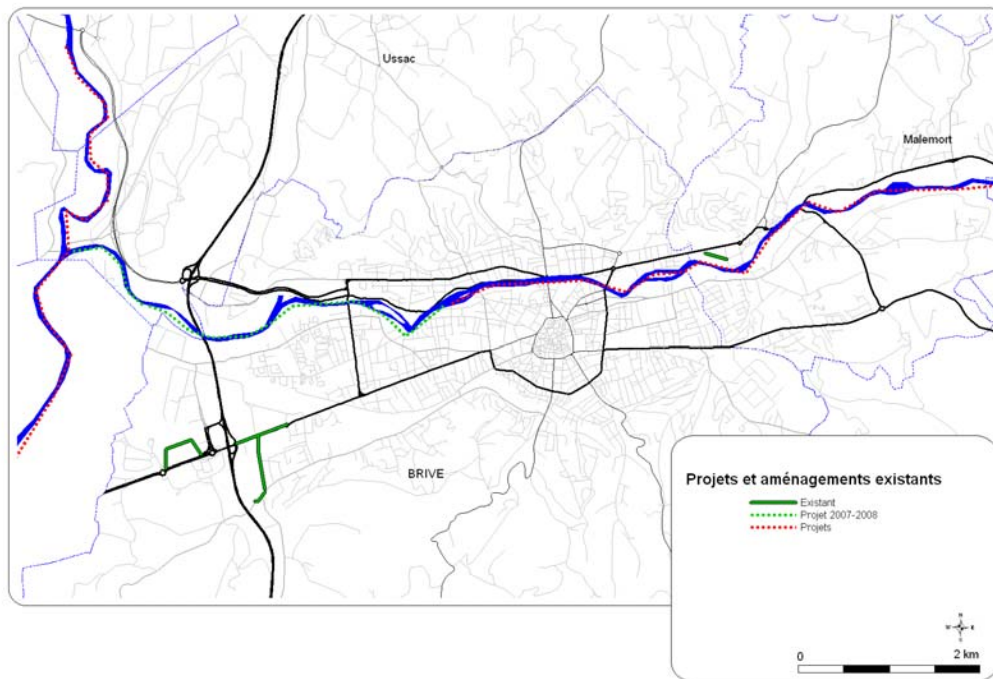 Ussac
Malemort
BRIVE
Projets et aménagements existants
Existant
Projet 2007-2008
Projets
N
W E
S
0 2 km